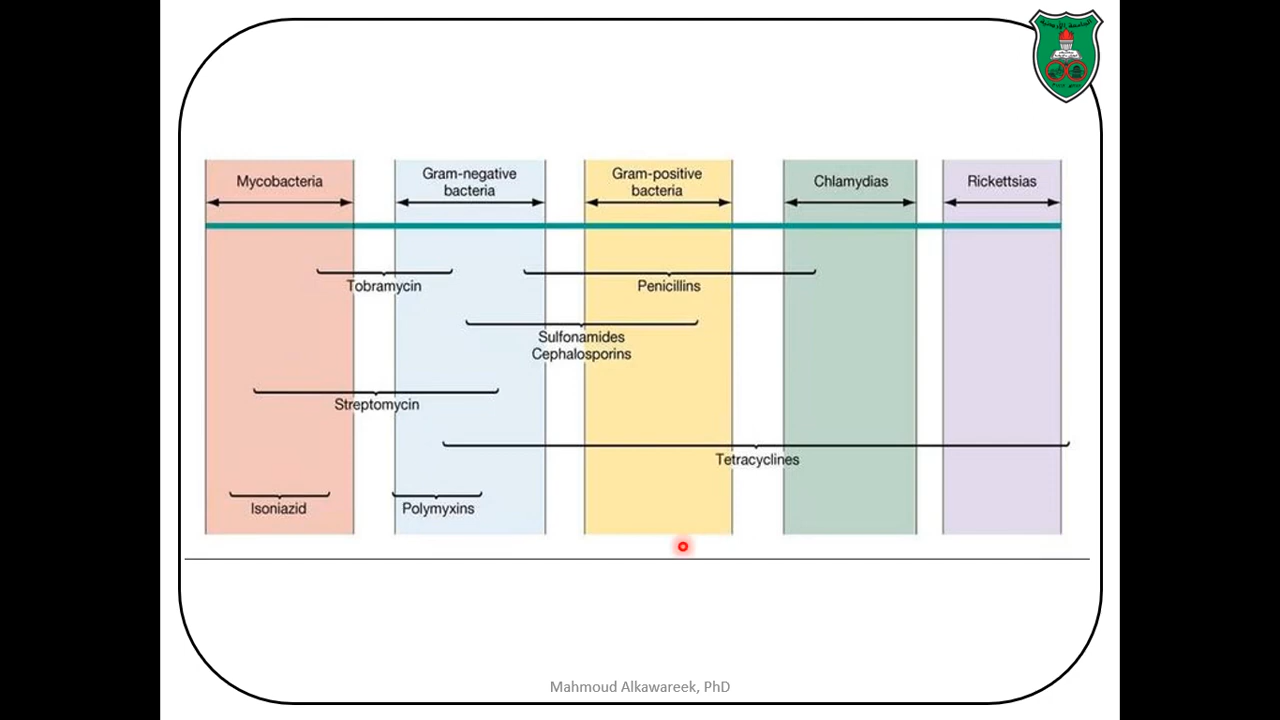 Mycobacteria
Gram-negative
bacteria
Gram-positive
bacteria
Chlamydias
Rickettsias
Tobramycin
Penicillins
Sulfonamides
Cephalosporins
Streptomycin
Tetracyclines
Isoniazid
Polymyxins
Mahmoud Alkawareek, PhD